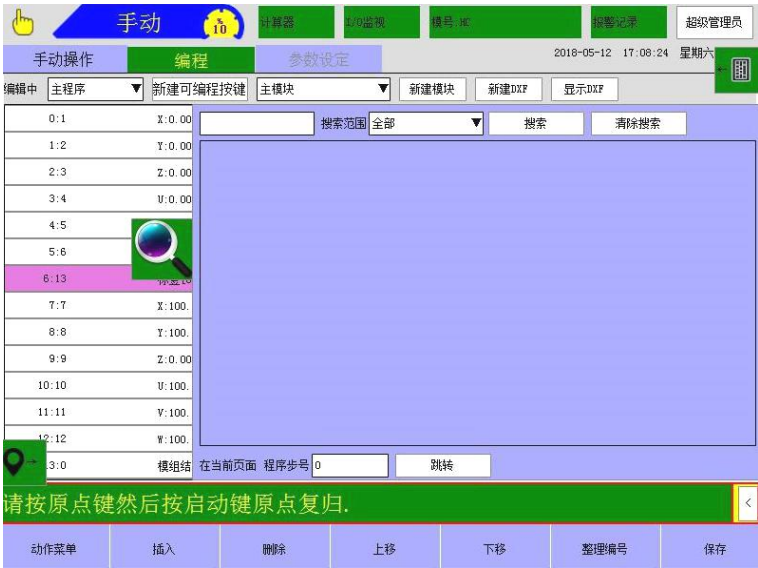 手动 10 计算器 I/O监视 模号:HC 报警记录 超级管理员
手动操作 编程 参数设定 2018-05-12 17:08:24 星期六
编辑中 主程序 新建可编程按键 主模块 新建模块 新建DXF 显示DXF
0:1 X:0.00 搜索范围 全部 搜索 清除搜索
1:2 Y:0.00
2:3 Z:0.00
3:4 U:0.00
4:5
5:6
6:13
7:7 X:100.
8:8 Y:100.
9:9 Z:0.00
10:10 U:100.
11:11 V:100.
12:12 W:100.
3:0 模组结 在当前页面 程序步号 0 跳转
请按原点键然后按启动键原点复归. <
动作菜单 插入 删除 上移 下移 整理编号 保存